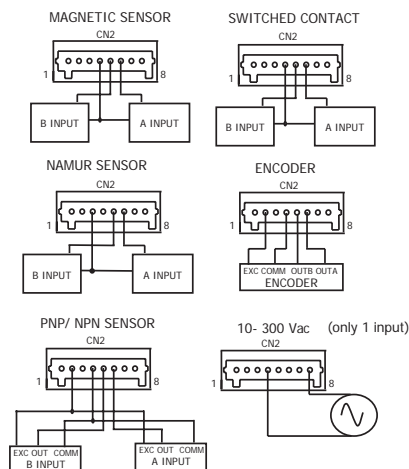 MAGNETIC SENSOR
CN2
1
8
B INPUT
A INPUT
SWITCHED CONTACT
CN2
1
8
B INPUT
A INPUT
NAMUR SENSOR
CN2
1
8
B INPUT
A INPUT
ENCODER
CN2
1
8
EXC COMM OUTB OUTA
ENCODER
PNP/ NPN SENSOR
CN2
1
8
EXC OUT COMM
B INPUT
EXC OUT COMM
A INPUT
10- 300 Vac (only 1 input)
CN2
1
8